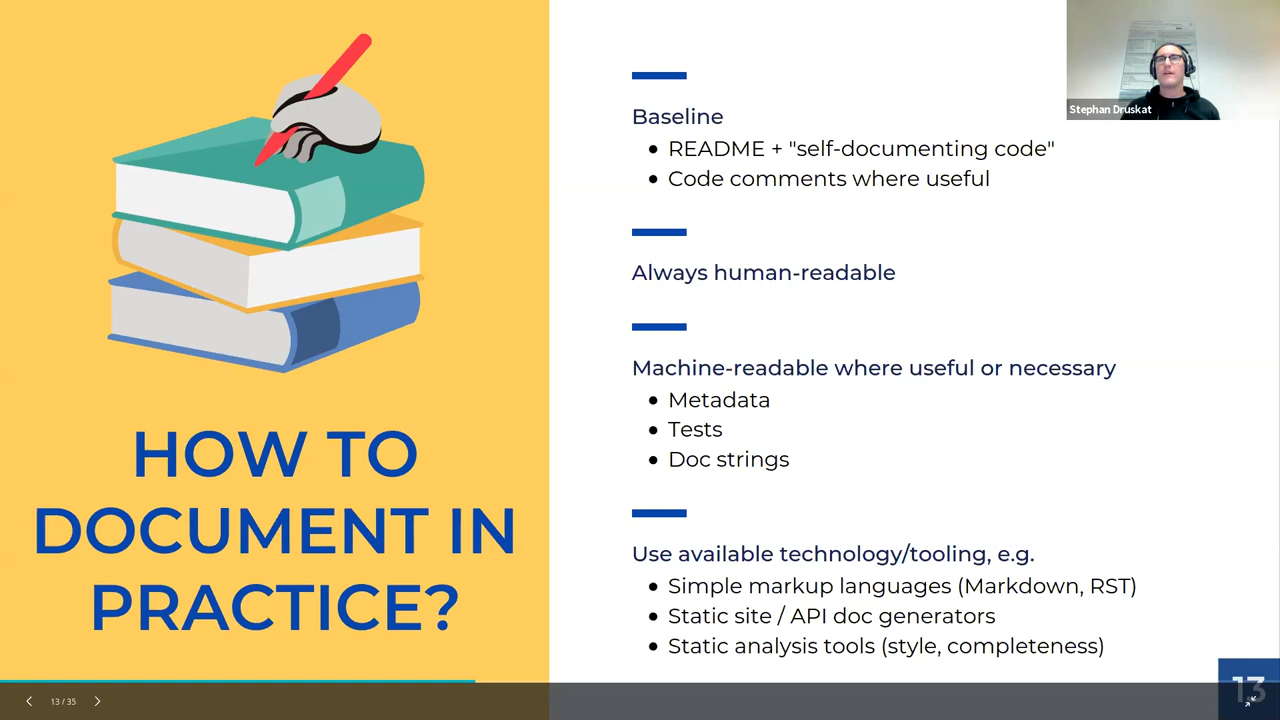 HOW TO
DOCUMENT IN
PRACTICE?
Baseline
• README + "self-documenting code"
• Code comments where useful
Always human-readable
Machine-readable where useful or necessary
• Metadata
• Tests
• Doc strings
Use available technology/tooling, e.g.
• Simple markup languages (Markdown, RST)
• Static site / API doc generators
• Static analysis tools (style, completeness)
Stephan Druskat
13 / 35
13